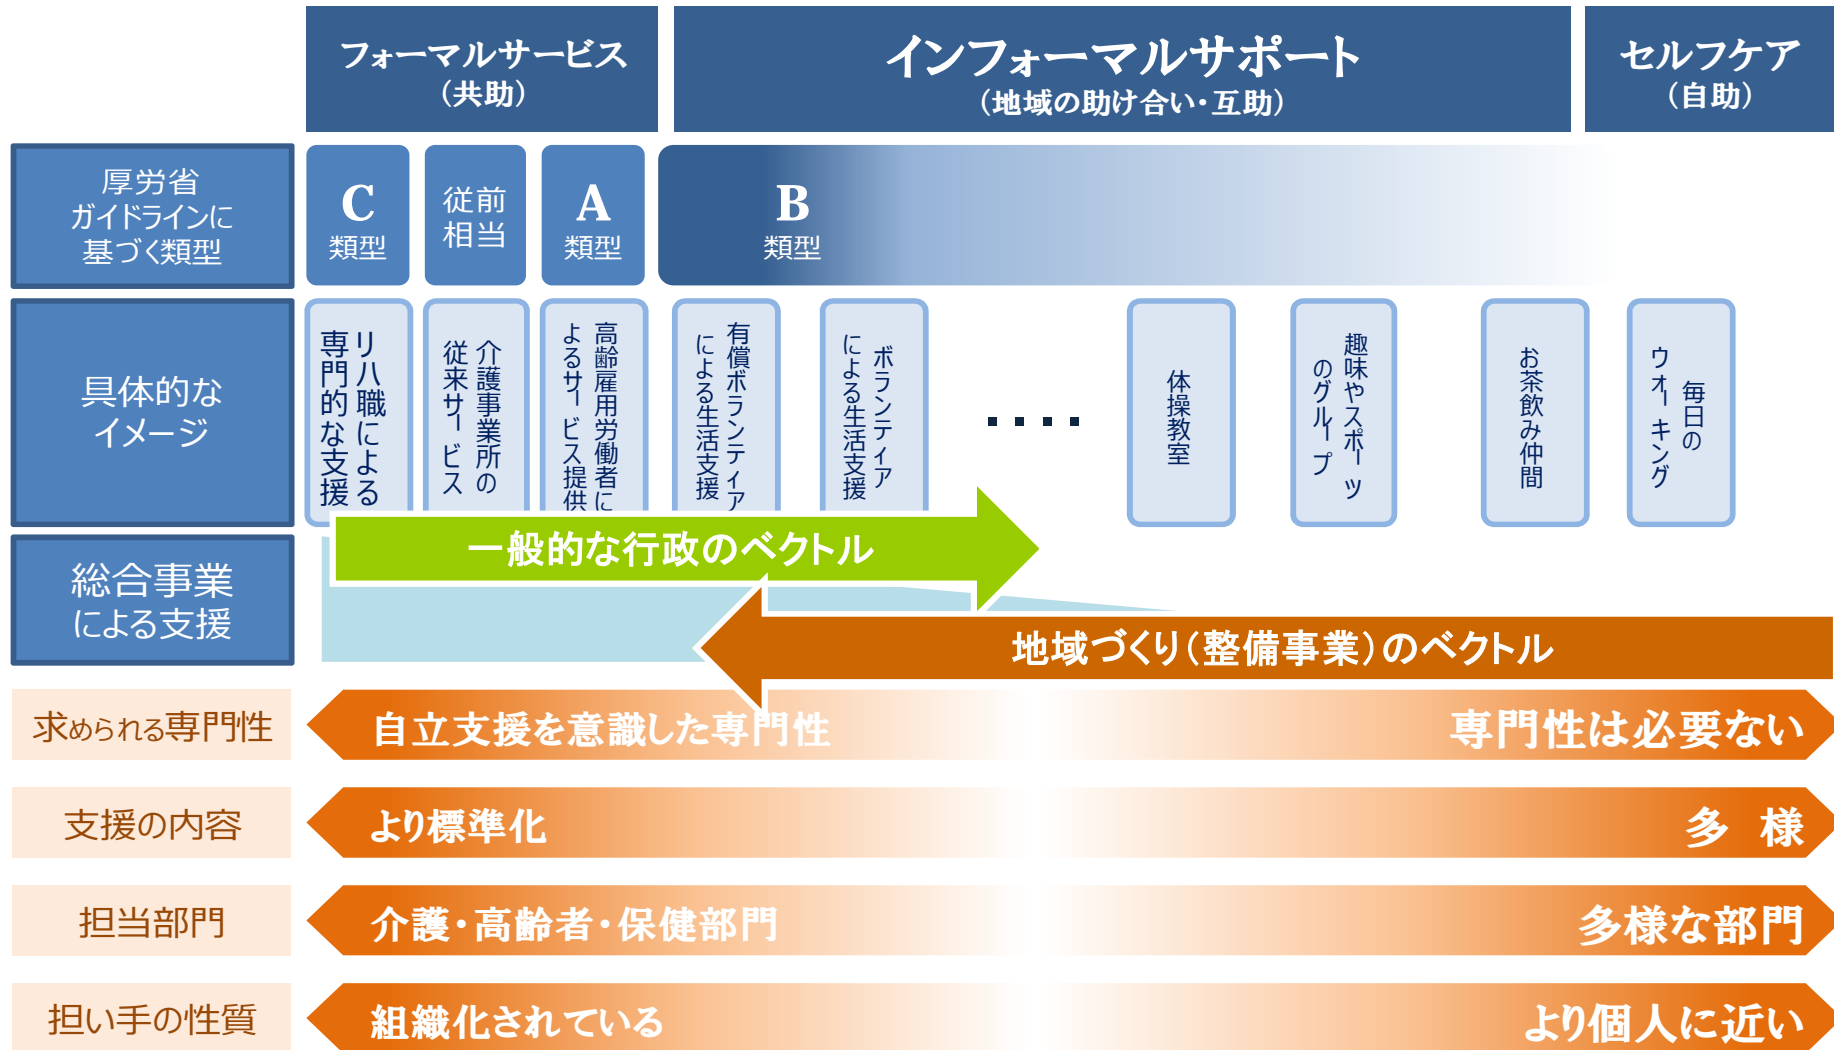 フォーマルサービス
（共助）
インフォーマルサポート
（地域の助け合い・互助）
セルフケア
（自助）
厚労省
ガイドラインに
基づく類型
C
類型
従前
相当
A
類型
B
類型
具体的な
イメージ
リハ職による
専門的な支援
介護事業所の
従来サービス
高齢雇用労働者に
よるサービス提供
有償ボランティア
による生活支援
ボランティア
による生活支援
・・・・
体操教室
趣味やスポーツ
のグループ
お茶飲み仲間
毎日の
ウオーキング
一般的な行政のベクトル
総合事業
による支援
地域づくり（整備事業）のベクトル
求められる専門性
自立支援を意識した専門性
専門性は必要ない
支援の内容
より標準化
多　様
担当部門
介護・高齢者・保健部門
多様な部門
担い手の性質
組織化されている
より個人に近い